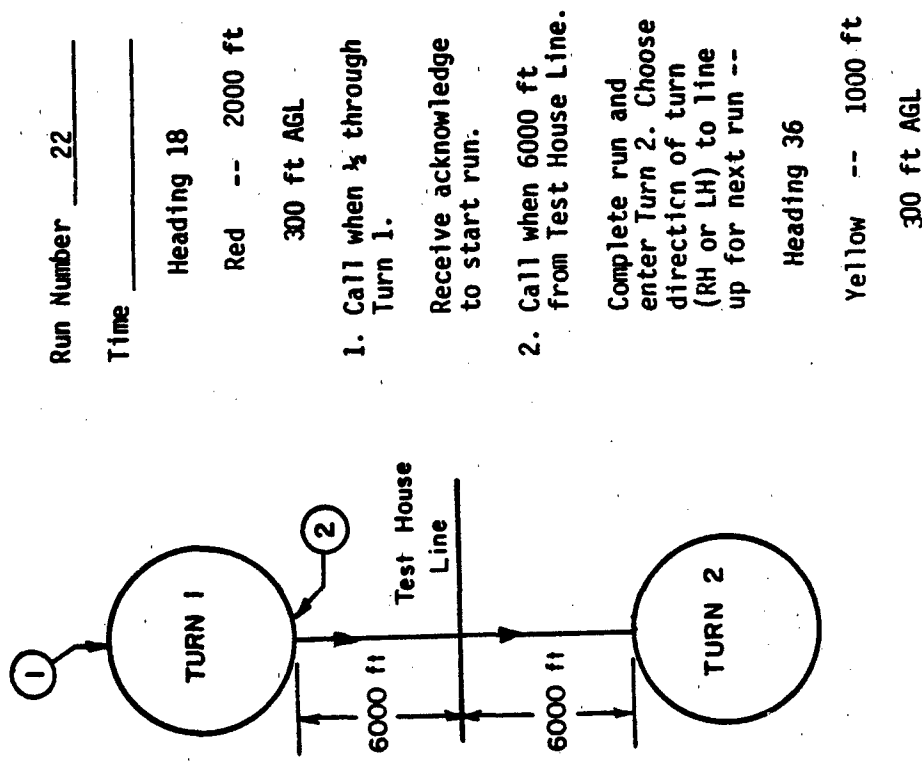 1
TURN 1
2
6000 ft
Test House
Line
6000 ft
TURN 2
Run Number 22
Time
Heading 18
Red -- 2000 ft
300 ft AGL
1. Call when ½ through
Turn 1.
Receive acknowledge
to start run.
2. Call when 6000 ft
from Test House Line.
Complete run and
enter Turn 2. Choose
direction of turn
(RH or LH) to line
up for next run --
Heading 36
Yellow -- 1000 ft
300 ft AGL